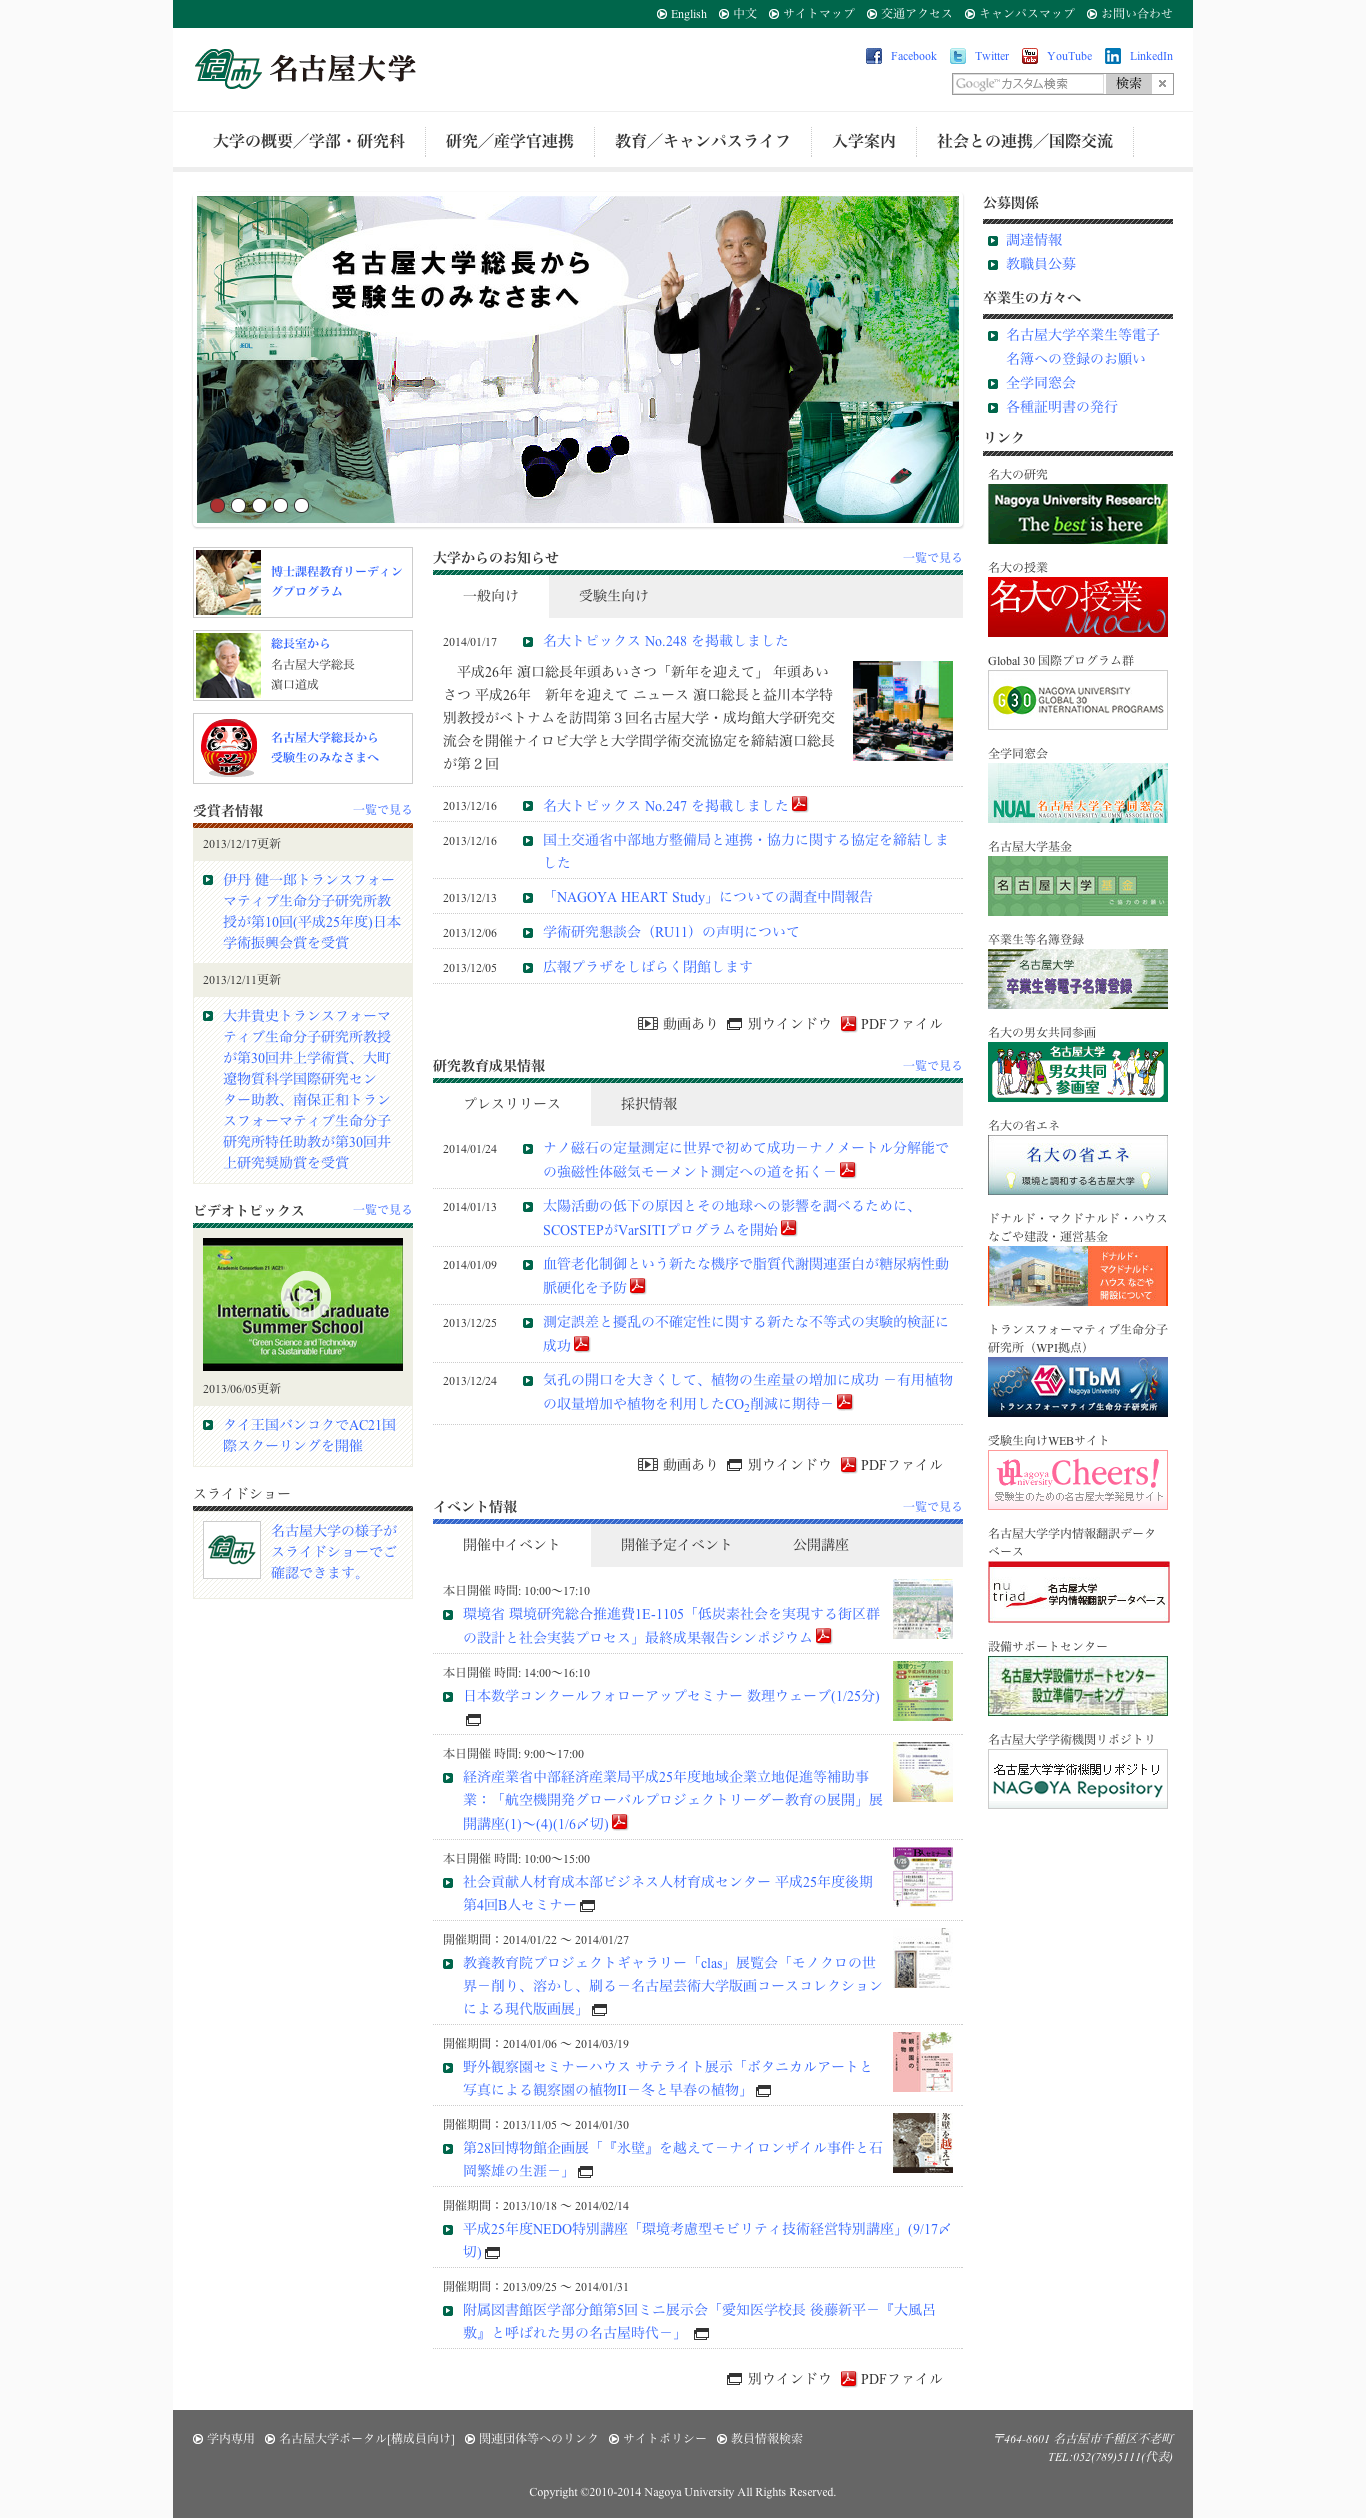 English 中文 サイトマップ 交通アクセス キャンパスマップ お問い合わせ
名古屋大学
Facebook Twitter YouTube LinkedIn
Google™カスタム検索 検索 ×
大学の概要／学部・研究科 研究／産学官連携 教育／キャンパスライフ 入学案内 社会との連携／国際交流
名古屋大学総長から
受験生のみなさまへ
博士課程教育リーディン
グプログラム
総長室から
名古屋大学総長
濵口道成
必勝
名古屋大学総長から
受験生のみなさまへ
受賞者情報 一覧で見る
2013/12/17更新
伊丹 健一郎トランスフォー
マティブ生命分子研究所教
授が第10回(平成25年度)日本
学術振興会賞を受賞
2013/12/11更新
大井貴史トランスフォーマ
ティブ生命分子研究所教授
が第30回井上学術賞、大町
遼物質科学国際研究セン
ター助教、南保正和トラン
スフォーマティブ生命分子
研究所特任助教が第30回井
上研究奨励賞を受賞
ビデオトピックス 一覧で見る
Academic Consortium 21 (AC21)
AC21
International Graduate
Summer School
"Green Science and Technology
for a Sustainable Future"
2013/06/05更新
タイ王国バンコクでAC21国
際スクーリングを開催
スライドショー
名古屋大学の様子が
スライドショーでご
確認できます。
大学からのお知らせ 一覧で見る
一般向け 受験生向け
2014/01/17 名大トピックス No.248 を掲載しました
平成26年 濵口総長年頭あいさつ「新年を迎えて」 年頭あい
さつ 平成26年　新年を迎えて ニュース 濵口総長と益川本学特
別教授がベトナムを訪問第３回名古屋大学・成均館大学研究交
流会を開催ナイロビ大学と大学間学術交流協定を締結濵口総長
が第２回
2013/12/16 名大トピックス No.247 を掲載しました
2013/12/16 国土交通省中部地方整備局と連携・協力に関する協定を締結しま
した
2013/12/13 「NAGOYA HEART Study」についての調査中間報告
2013/12/06 学術研究懇談会（RU11）の声明について
2013/12/05 広報プラザをしばらく閉館します
動画あり 別ウインドウ PDFファイル
研究教育成果情報 一覧で見る
プレスリリース 採択情報
2014/01/24 ナノ磁石の定量測定に世界で初めて成功－ナノメートル分解能で
の強磁性体磁気モーメント測定への道を拓く－
2014/01/13 太陽活動の低下の原因とその地球への影響を調べるために、
SCOSTEPがVarSITIプログラムを開始
2014/01/09 血管老化制御という新たな機序で脂質代謝関連蛋白が糖尿病性動
脈硬化を予防
2013/12/25 測定誤差と擾乱の不確定性に関する新たな不等式の実験的検証に
成功
2013/12/24 気孔の開口を大きくして、植物の生産量の増加に成功 －有用植物
の収量増加や植物を利用したCO2削減に期待－
動画あり 別ウインドウ PDFファイル
イベント情報 一覧で見る
開催中イベント 開催予定イベント 公開講座
本日開催 時間: 10:00～17:10
環境省 環境研究総合推進費1E-1105「低炭素社会を実現する街区群
の設計と社会実装プロセス」最終成果報告シンポジウム
本日開催 時間: 14:00～16:10
日本数学コンクールフォローアップセミナー 数理ウェーブ(1/25分)
本日開催 時間: 9:00～17:00
経済産業省中部経済産業局平成25年度地域企業立地促進等補助事
業：「航空機開発グローバルプロジェクトリーダー教育の展開」展
開講座(1)～(4)(1/6〆切)
本日開催 時間: 10:00～15:00
社会貢献人材育成本部ビジネス人材育成センター 平成25年度後期
第4回B人セミナー
開催期間：2014/01/22 ～ 2014/01/27
教養教育院プロジェクトギャラリー「clas」展覧会「モノクロの世
界－削り、溶かし、刷る－名古屋芸術大学版画コースコレクション
による現代版画展」
開催期間：2014/01/06 ～ 2014/03/19
野外観察園セミナーハウス サテライト展示「ボタニカルアートと
写真による観察園の植物II－冬と早春の植物」
開催期間：2013/11/05 ～ 2014/01/30
第28回博物館企画展「『氷壁』を越えて－ナイロンザイル事件と石
岡繁雄の生涯－」
開催期間：2013/10/18 ～ 2014/02/14
平成25年度NEDO特別講座「環境考慮型モビリティ技術経営特別講座」(9/17〆
切)
開催期間：2013/09/25 ～ 2014/01/31
附属図書館医学部分館第5回ミニ展示会「愛知医学校長 後藤新平－『大風呂
敷』と呼ばれた男の名古屋時代－」
別ウインドウ PDFファイル
公募関係
調達情報
教職員公募
卒業生の方々へ
名古屋大学卒業生等電子
名簿への登録のお願い
全学同窓会
各種証明書の発行
リンク
名大の研究
Nagoya University Research
The best is here
名大の授業
名大の授業
NUOCW
Global 30 国際プログラム群
G30 NAGOYA UNIVERSITY
GLOBAL 30
INTERNATIONAL PROGRAMS
全学同窓会
NUAL 名古屋大学全学同窓会
NAGOYA UNIVERSITY ALUMNI ASSOCIATION
名古屋大学基金
名古屋大学基金
ご協力のお願い
卒業生等名簿登録
名古屋大学
卒業生等電子名簿登録
名大の男女共同参画
名古屋大学
男女共同
参画室
名大の省エネ
名大の省エネ
環境と調和する名古屋大学
ドナルド・マクドナルド・ハウス
なごや建設・運営基金
ドナルド・
マクドナルド・
ハウス なごや
開設について
トランスフォーマティブ生命分子
研究所（WPI拠点）
ITbM
Nagoya University
トランスフォーマティブ生命分子研究所
受験生向けWEBサイト
nagoya university Cheers!
受験生のための名古屋大学発見サイト
名古屋大学学内情報翻訳データ
ベース
nu triad 名古屋大学
学内情報翻訳データベース
設備サポートセンター
名古屋大学設備サポートセンター
設立準備ワーキング
名古屋大学学術機関リポジトリ
名古屋大学学術機関リポジトリ
NAGOYA Repository
学内専用 名古屋大学ポータル[構成員向け] 関連団体等へのリンク サイトポリシー 教員情報検索
〒464-8601 名古屋市千種区不老町
TEL:052(789)5111(代表)
Copyright ©2010-2014 Nagoya University All Rights Reserved.